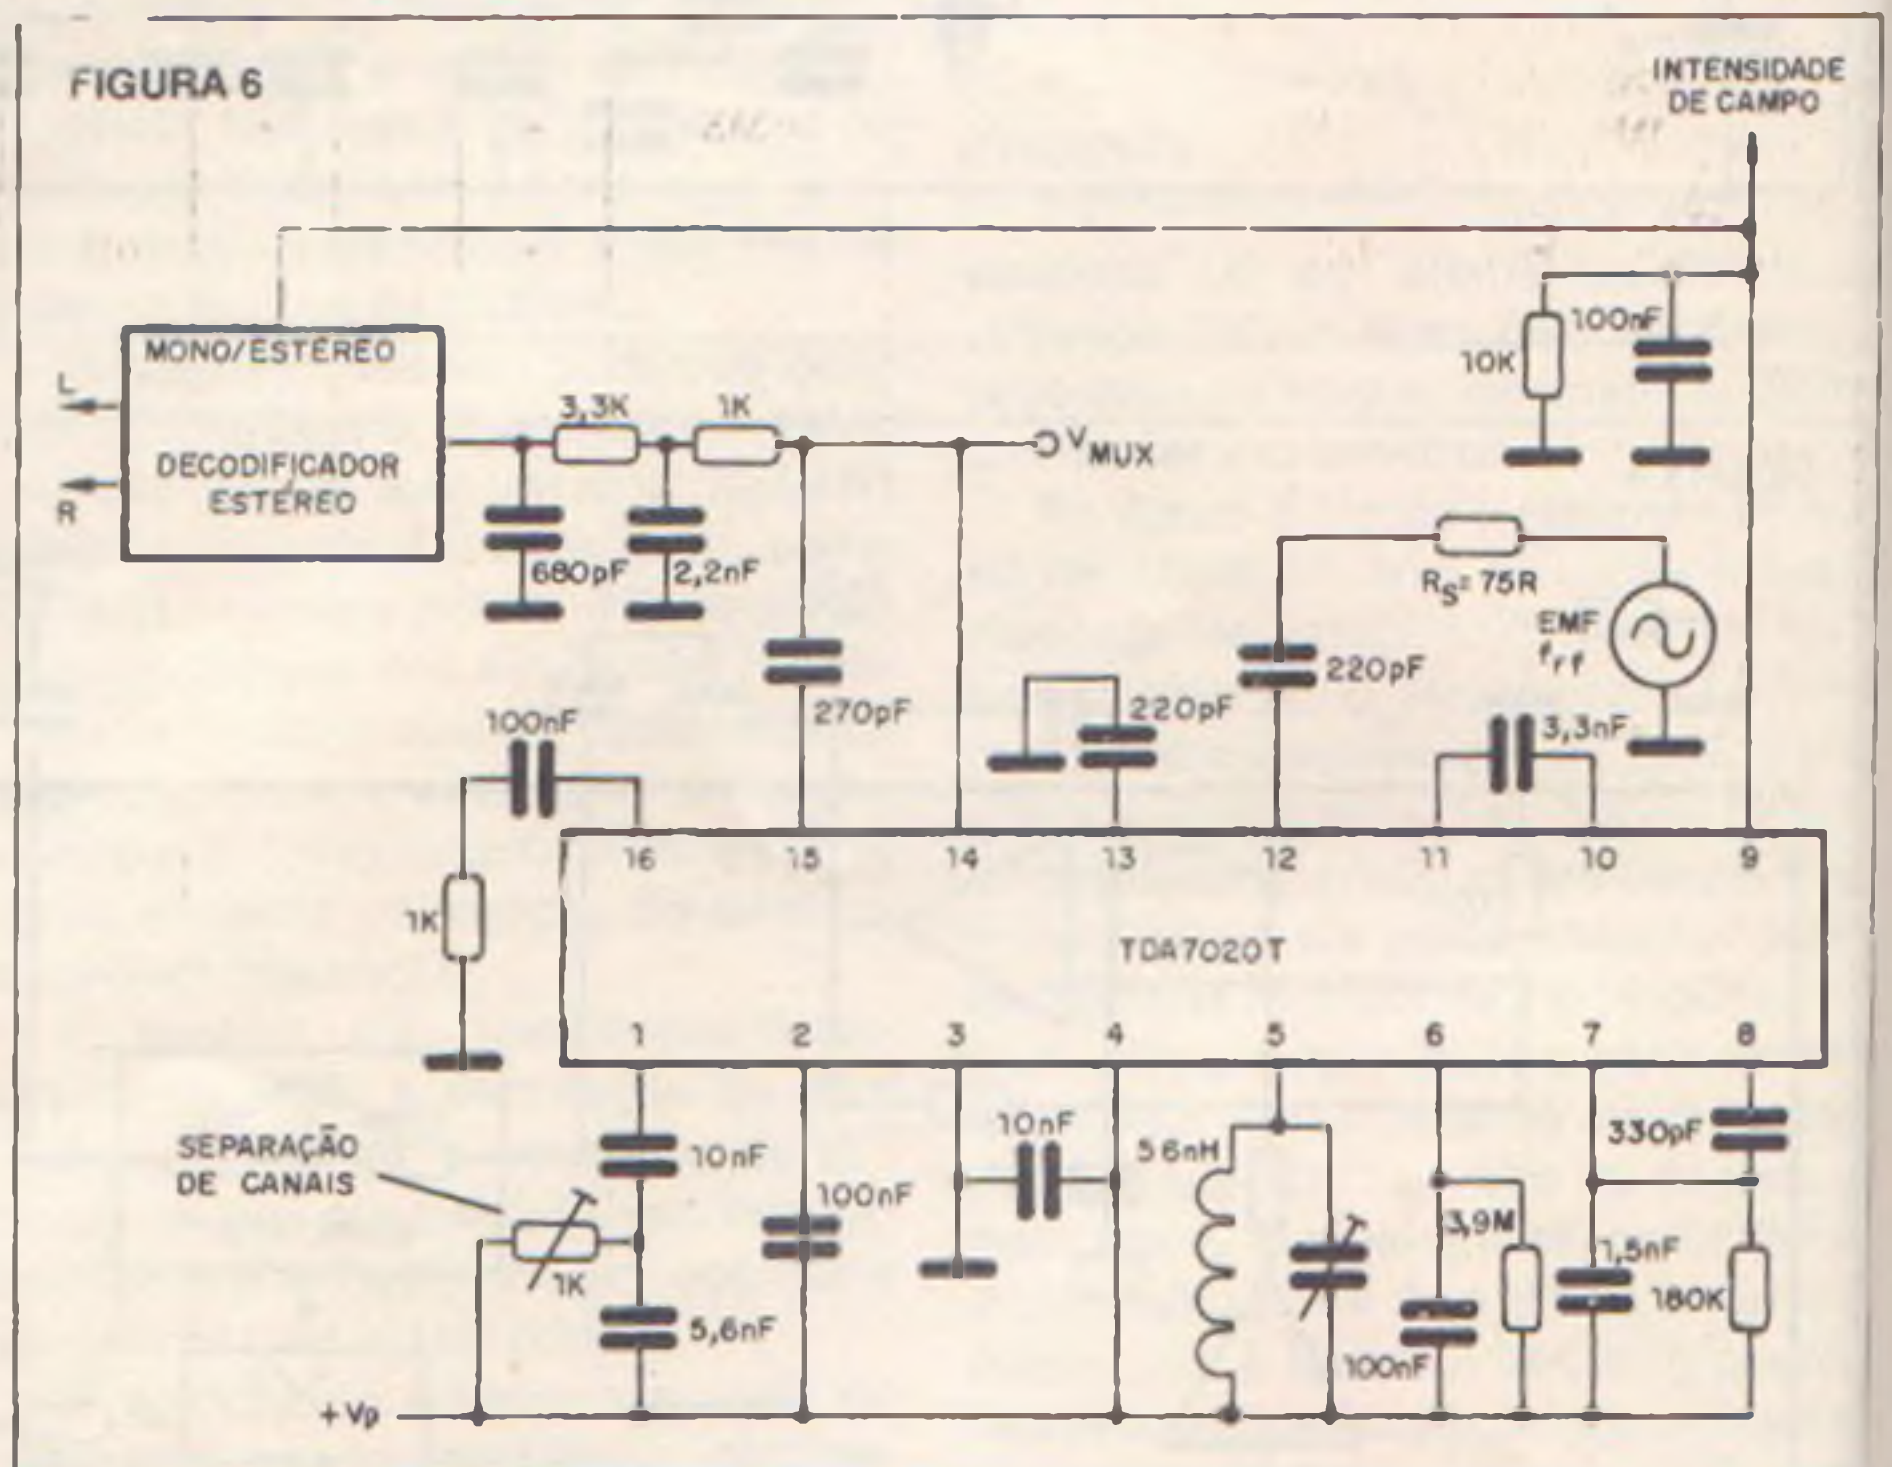 FIGURA 6
INTENSIDADE
DE CAMPO
MONO/ESTÉREO
DECODIFICADOR
ESTÉREO
L
R
3,3K
1K
V MUX
680pF
2,2nF
270pF
10K
100nF
RS= 75R
EMF
frf
220pF
220pF
3,3nF
100nF
1K
16
15
14
13
12
11
10
9
TDA7020T
1
2
3
4
5
6
7
8
SEPARAÇÃO
DE CANAIS
1K
10nF
5,6nF
100nF
10nF
56nH
3,9M
100nF
1,5nF
330pF
180K
+Vp